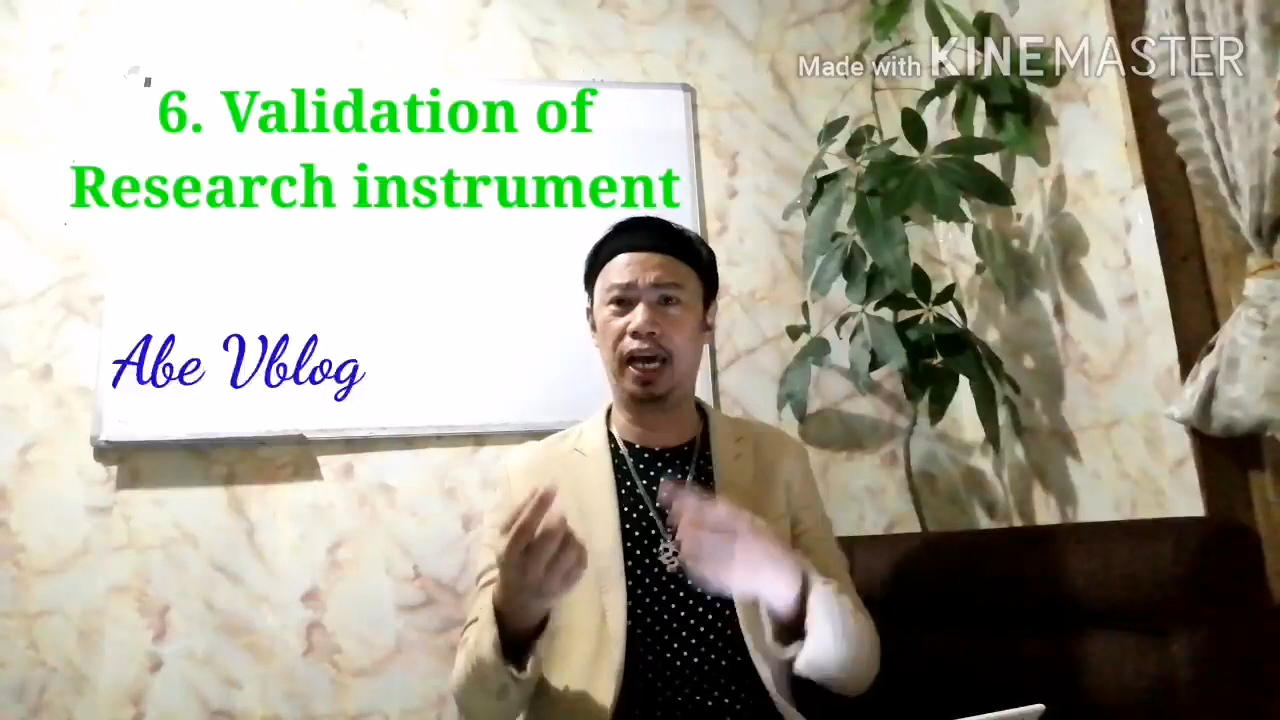 Made with KINEMASTER
6. Validation of
Research instrument
Abe Vblog